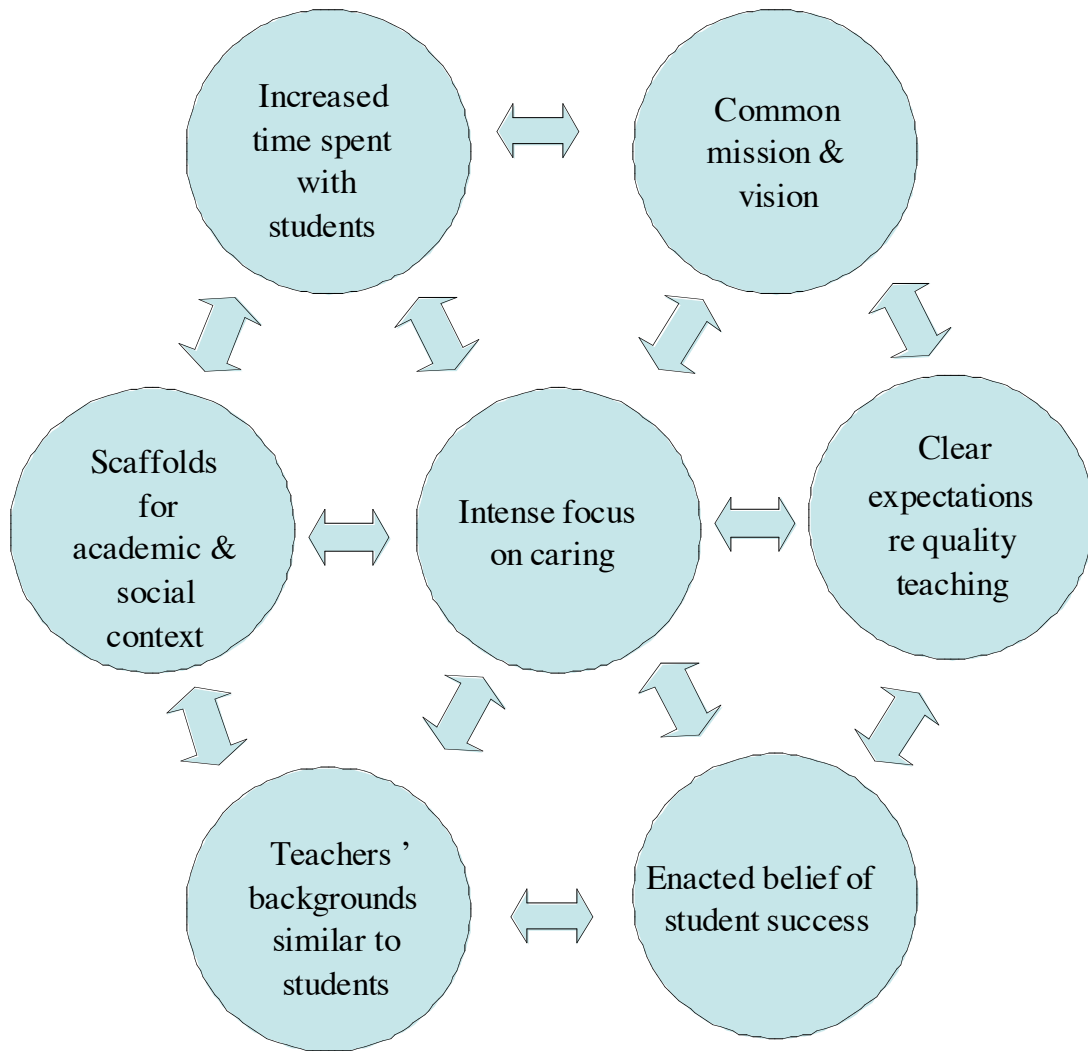 Increased
time spent
with
students
Common
mission &
vision
Scaffolds
for
academic &
social
context
Intense focus
on caring
Clear
expectations
re quality
teaching
Teachers ’
backgrounds
similar to
students
Enacted belief of
student success